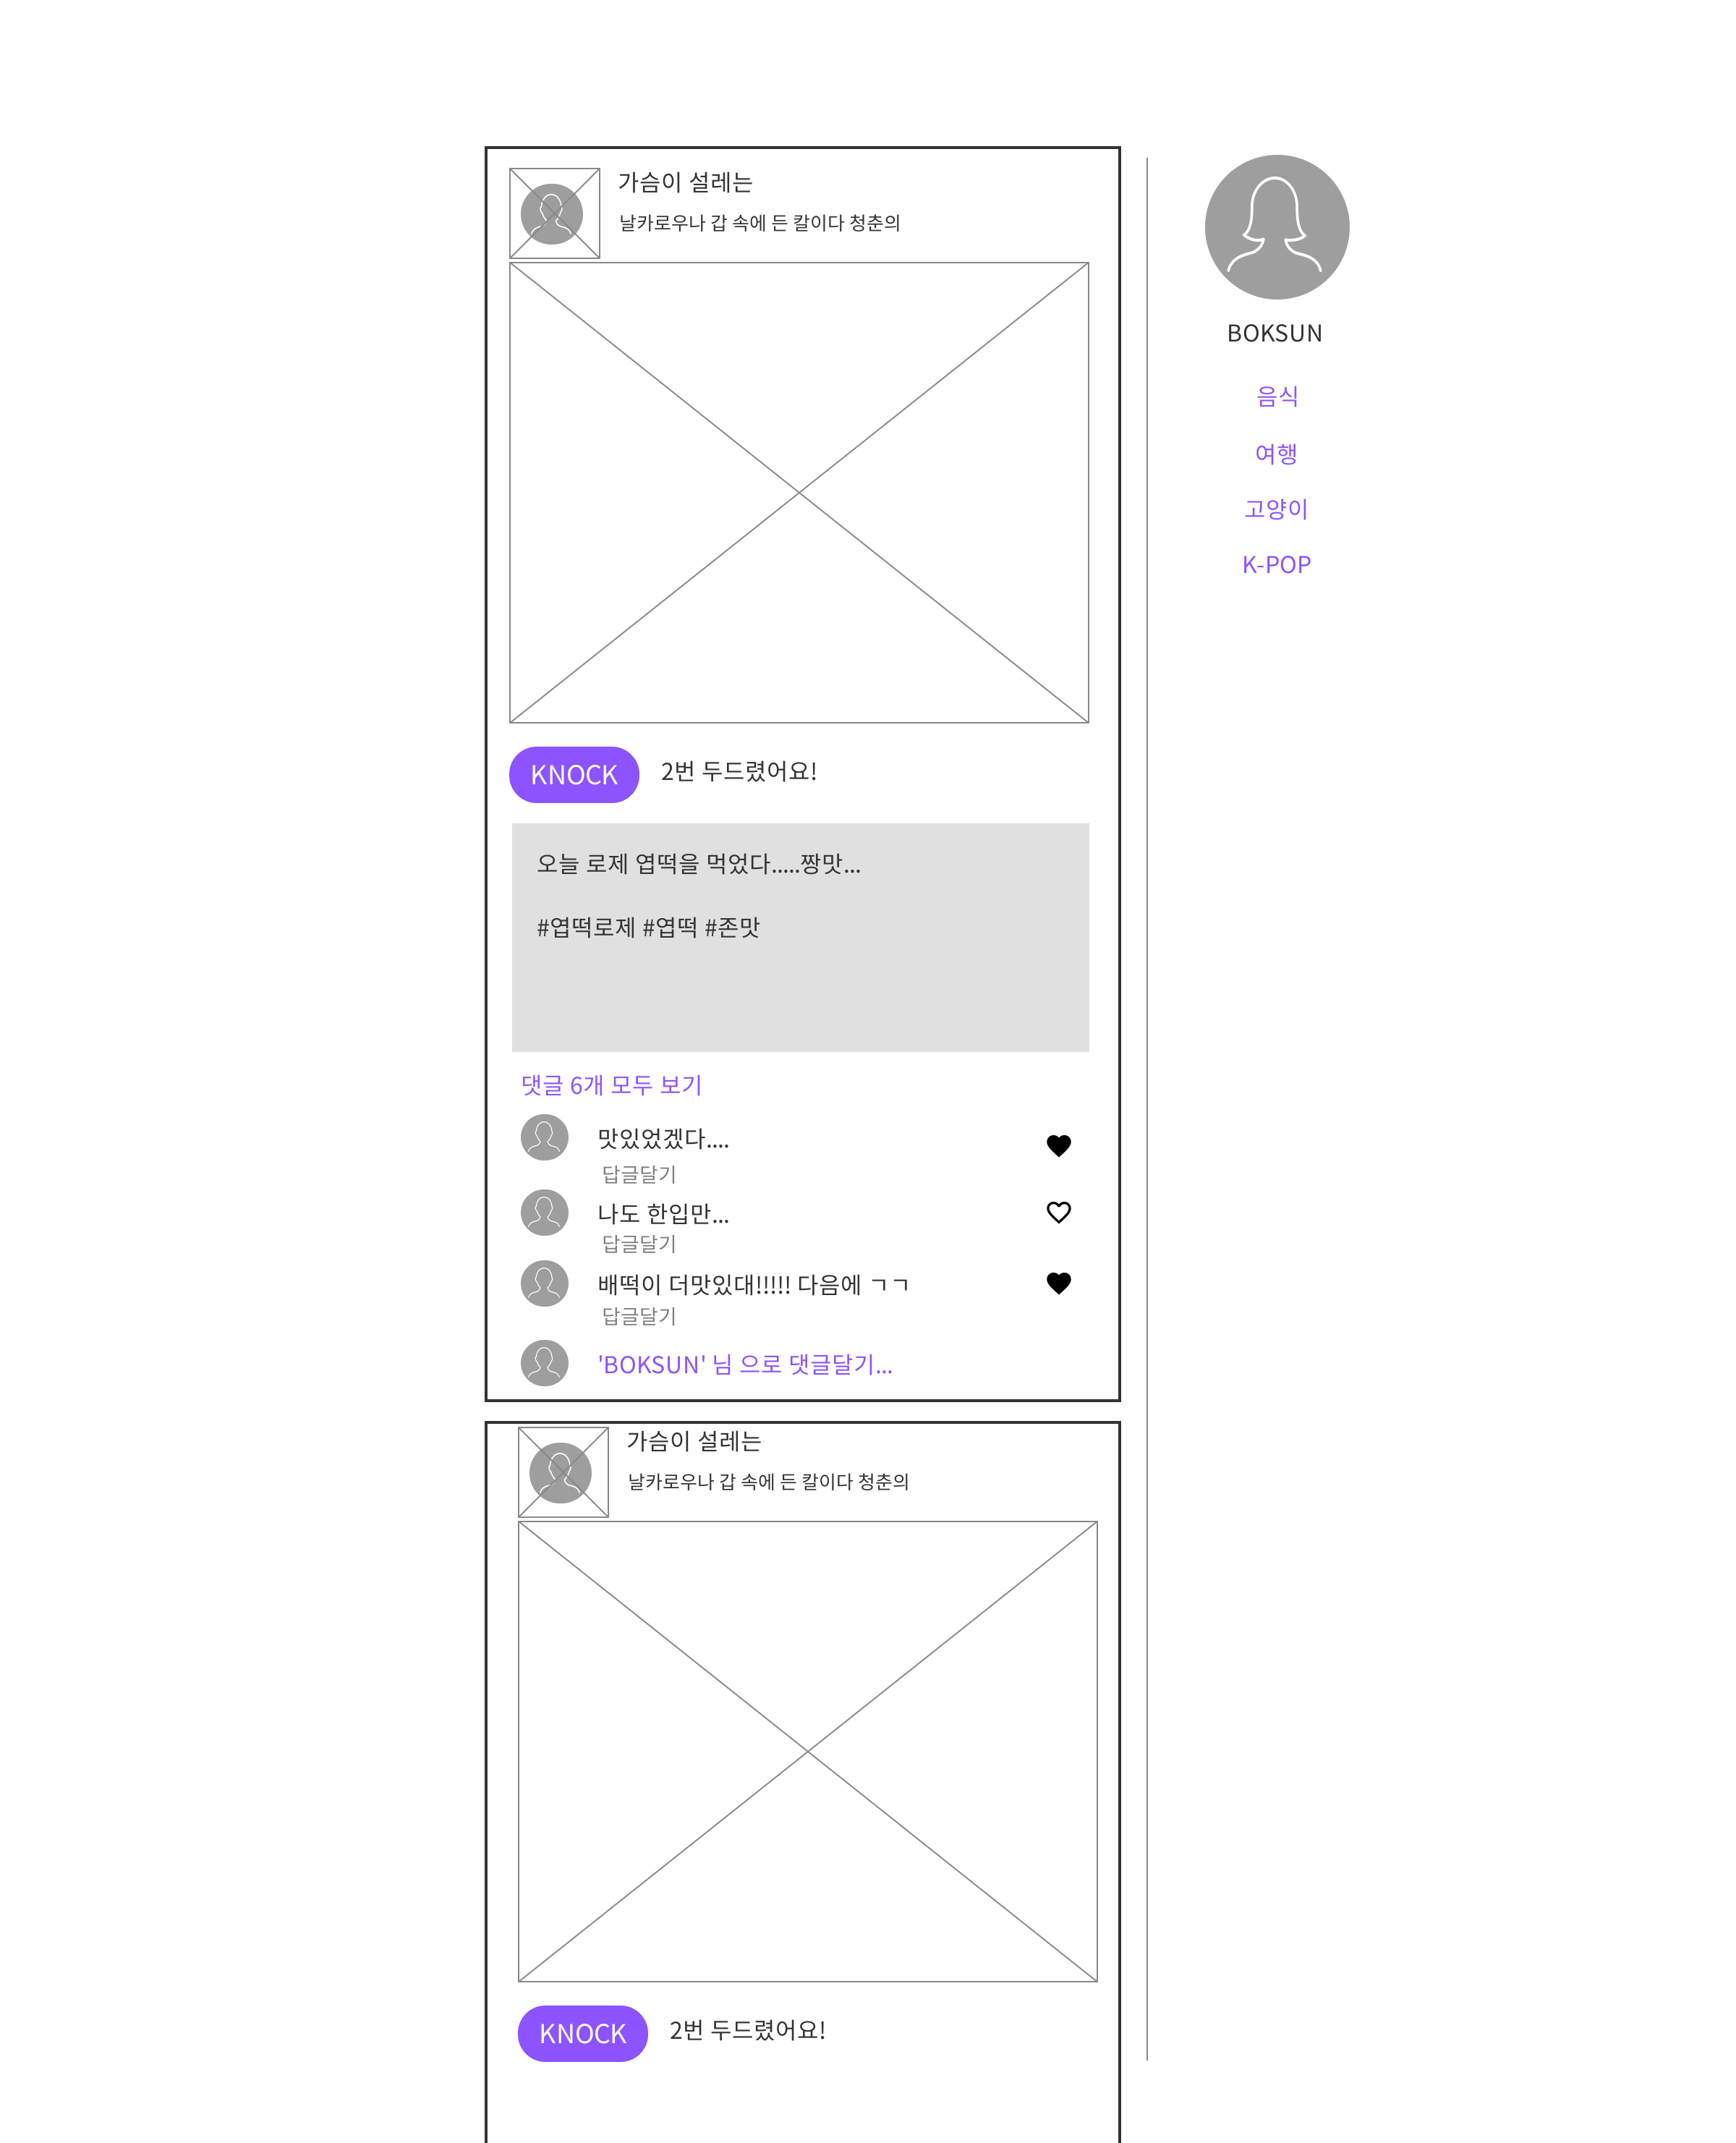 가슴이 설레는
날카로우나 갑 속에 든 칼이다 청춘의
KNOCK
2번 두드렸어요!
오늘 로제 엽떡을 먹었다.....짱맛...
#엽떡로제 #엽떡 #존맛
댓글 6개 모두 보기
맛있었겠다....
답글달기
나도 한입만...
답글달기
배떡이 더맛있대!!!!! 다음에 ㄱㄱ
답글달기
'BOKSUN' 님 으로 댓글달기...
가슴이 설레는
날카로우나 갑 속에 든 칼이다 청춘의
KNOCK
2번 두드렸어요!
BOKSUN
음식
여행
고양이
K-POP